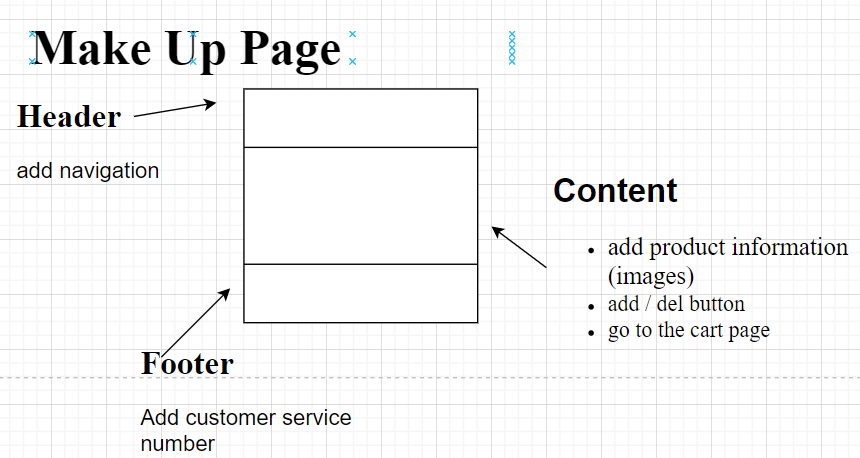 Make Up Page
Header
add navigation
Content
add product information
(images)
add / del button
go to the cart page
Footer
Add customer service
number